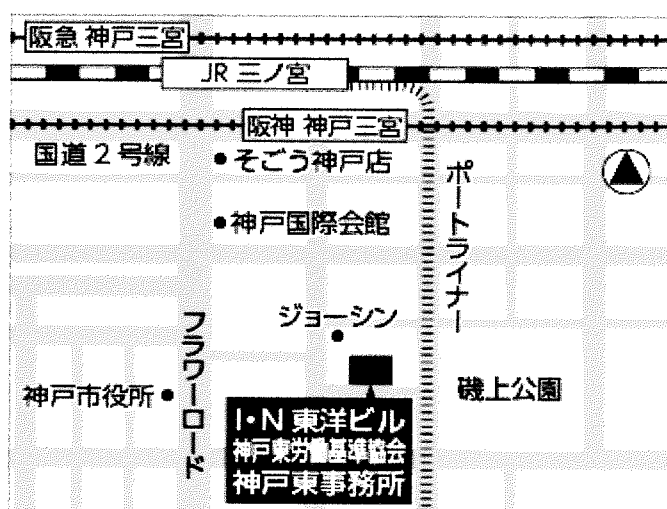 阪急 神戸三宮
JR 三ノ宮
阪神 神戸三宮
国道2号線
そごう神戸店
神戸国際会館
ポートライナー
ジョーシン
フラワーロード
神戸市役所
磯上公園
I・N 東洋ビル
神戸東労働基準協会
神戸東事務所